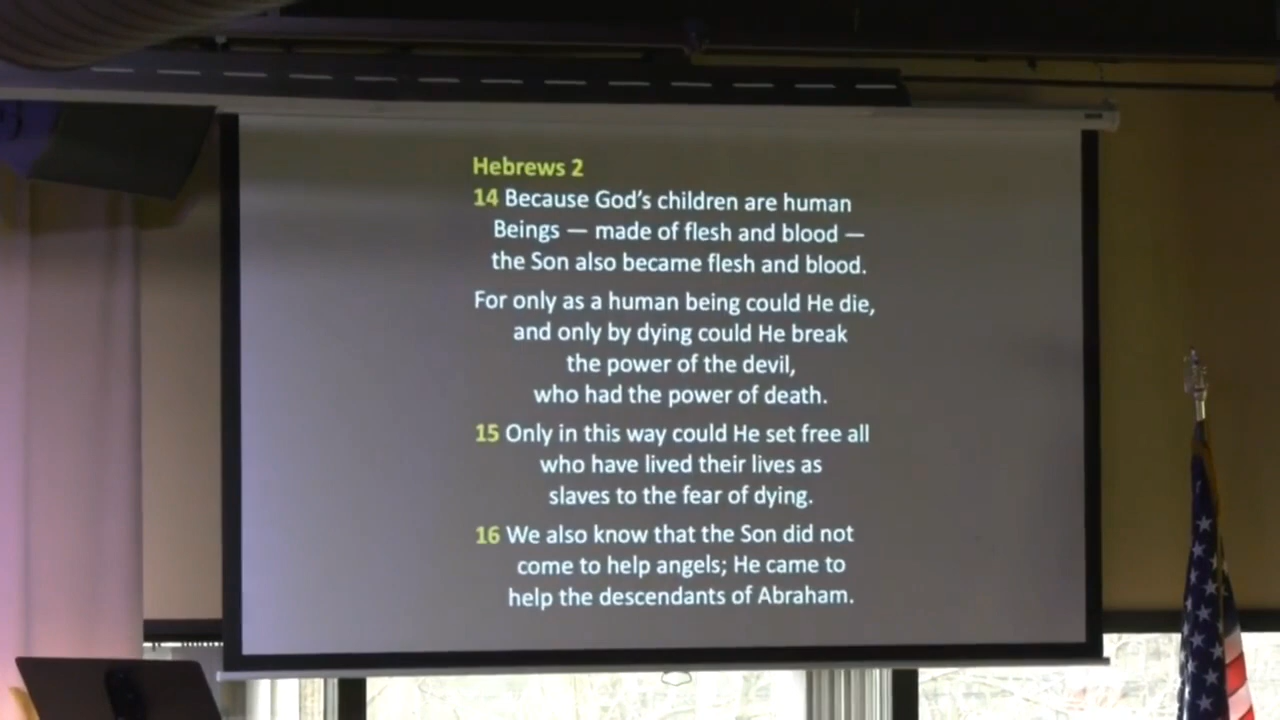 Hebrews 2
14 Because God's children are human
Beings — made of flesh and blood —
the Son also became flesh and blood.
For only as a human being could He die,
and only by dying could He break
the power of the devil,
who had the power of death.
15 Only in this way could He set free all
who have lived their lives as
slaves to the fear of dying.
16 We also know that the Son did not
come to help angels; He came to
help the descendants of Abraham.